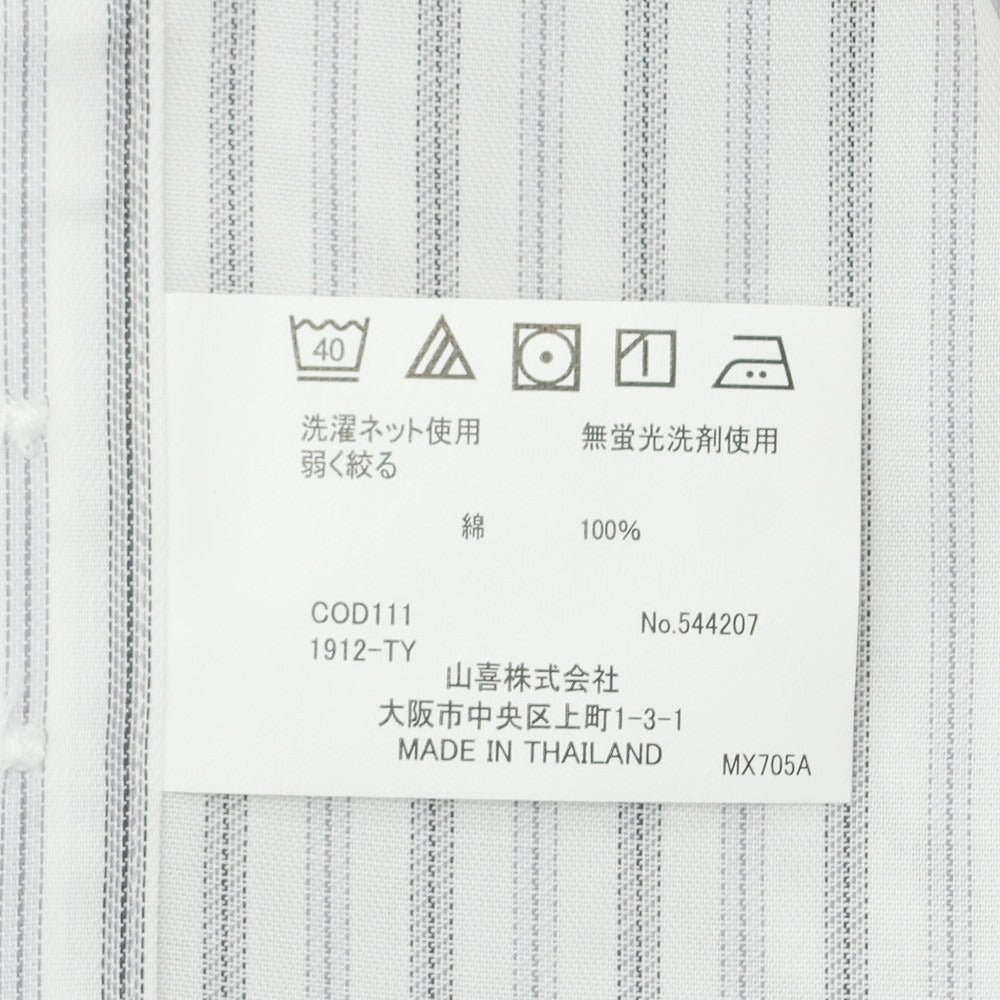 40
洗濯ネット使用 無蛍光洗剤使用
弱く絞る
綿 100%
COD111 No.544207
1912-TY
山喜株式会社
大阪市中央区上町1-3-1
MADE IN THAILAND
MX705A